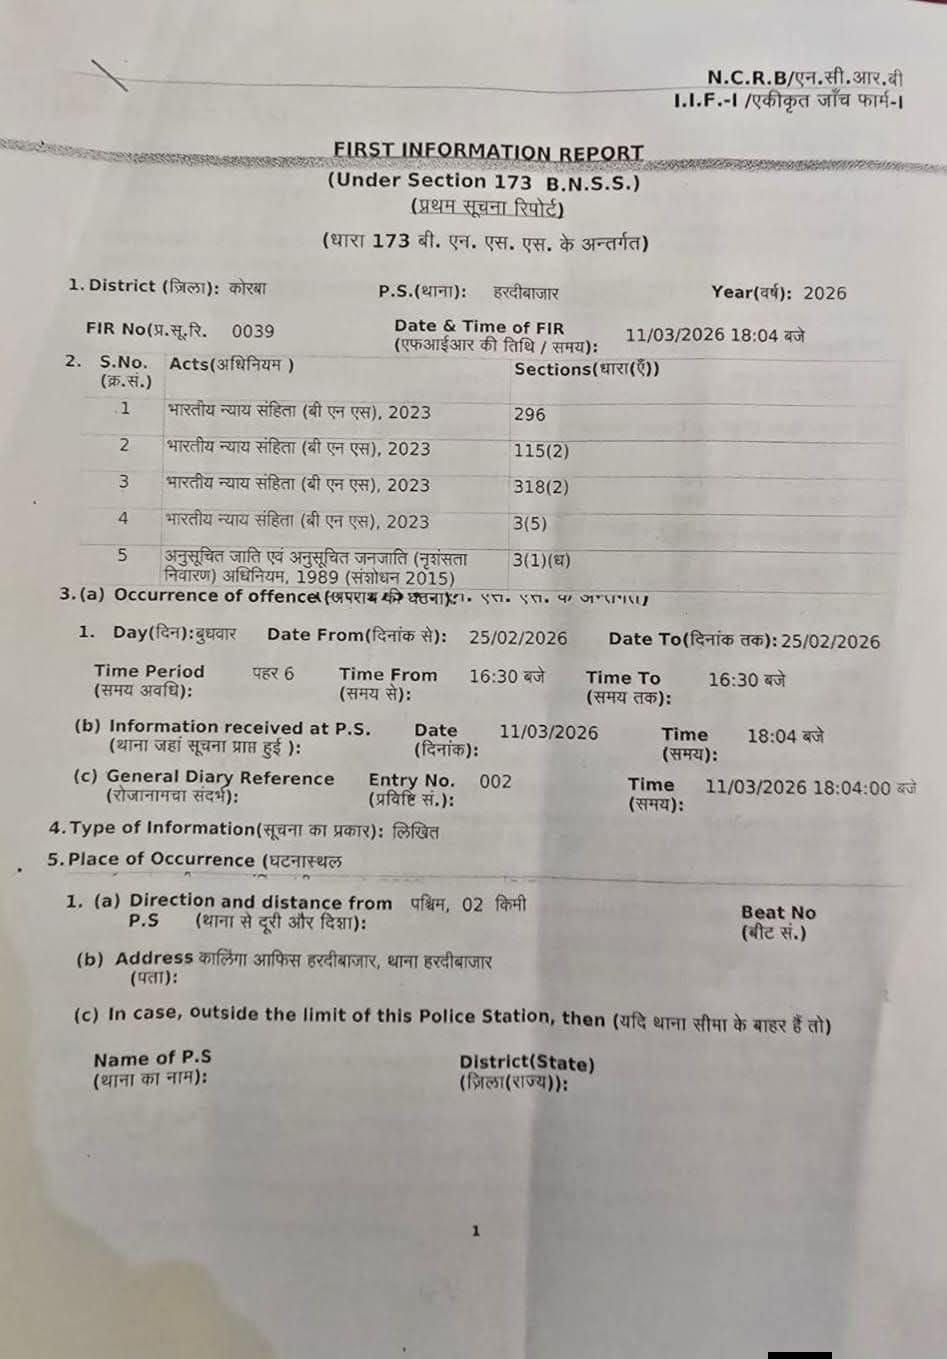 N.C.R.B/एन.सी.आर.बी
I.I.F.-I /एकीकृत जाँच फार्म-I
FIRST INFORMATION REPORT
(Under Section 173 B.N.S.S.)
(प्रथम सूचना रिपोर्ट)
(धारा 173 बी. एन. एस. एस. के अन्तर्गत)
1. District (ज़िला): कोरबा P.S.(थाना): हरदीबाजार Year(वर्ष): 2026
FIR No(प्र.सू.रि. 0039 Date & Time of FIR 11/03/2026 18:04 बजे
(एफआईआर की तिथि / समय):
2. S.No. Acts(अधिनियम ) Sections(धारा(एँ))
(क्र.सं.)
1 भारतीय न्याय संहिता (बी एन एस), 2023 296
2 भारतीय न्याय संहिता (बी एन एस), 2023 115(2)
3 भारतीय न्याय संहिता (बी एन एस), 2023 318(2)
4 भारतीय न्याय संहिता (बी एन एस), 2023 3(5)
5 अनुसूचित जाति एवं अनुसूचित जनजाति (नृशंसता 3(1)(ध)
निवारण) अधिनियम, 1989 (संशोधन 2015)
3. (a) Occurrence of offence (अपराध की घटना):
1. Day(दिन):बुधवार Date From(दिनांक से): 25/02/2026 Date To(दिनांक तक): 25/02/2026
Time Period पहर 6 Time From 16:30 बजे Time To 16:30 बजे
(समय अवधि): (समय से): (समय तक):
(b) Information received at P.S. Date 11/03/2026 Time 18:04 बजे
(थाना जहां सूचना प्राप्त हुई ): (दिनांक): (समय):
(c) General Diary Reference Entry No. 002 Time 11/03/2026 18:04:00 बजे
(रोजानामचा संदर्भ): (प्रविष्टि सं.): (समय):
4. Type of Information(सूचना का प्रकार): लिखित
5. Place of Occurrence (घटनास्थल
1. (a) Direction and distance from पश्चिम, 02 किमी Beat No
P.S (थाना से दूरी और दिशा): (बीट सं.)
(b) Address कालिंगा आफिस हरदीबाजार, थाना हरदीबाजार
(पता):
(c) In case, outside the limit of this Police Station, then (यदि थाना सीमा के बाहर हैं तो)
Name of P.S District(State)
(थाना का नाम): (ज़िला(राज्य)):
1